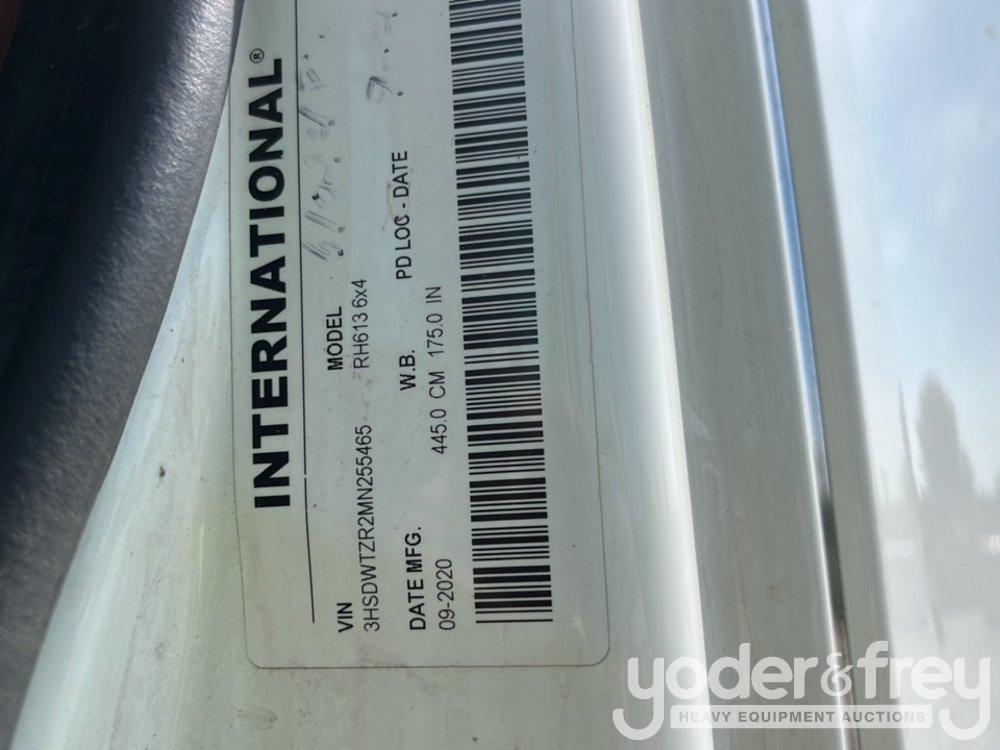 INTERNATIONAL®
VIN MODEL
3HSDWTZR2MN255465 RH613 6x4
DATE MFG. W.B. PD LOC - DATE
09-2020 445.0 CM 175.0 IN
yoder&frey
HEAVY EQUIPMENT AUCTIONS